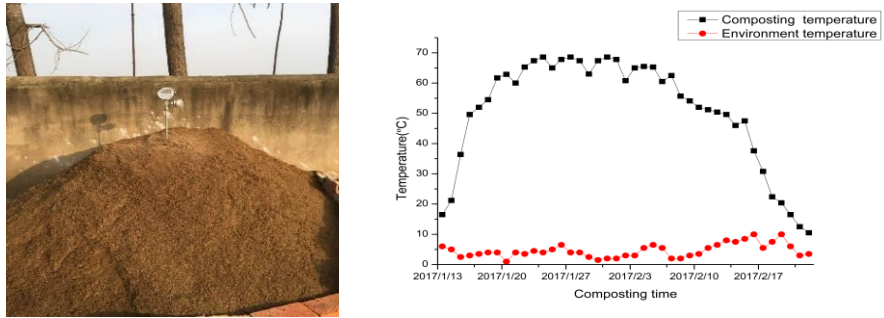 Composting temperature
Environment temperature
70
60
50
40
30
20
10
0
Temperature(°C)
2017/1/13 2017/1/20 2017/1/27 2017/2/3 2017/2/10 2017/2/17
Composting time